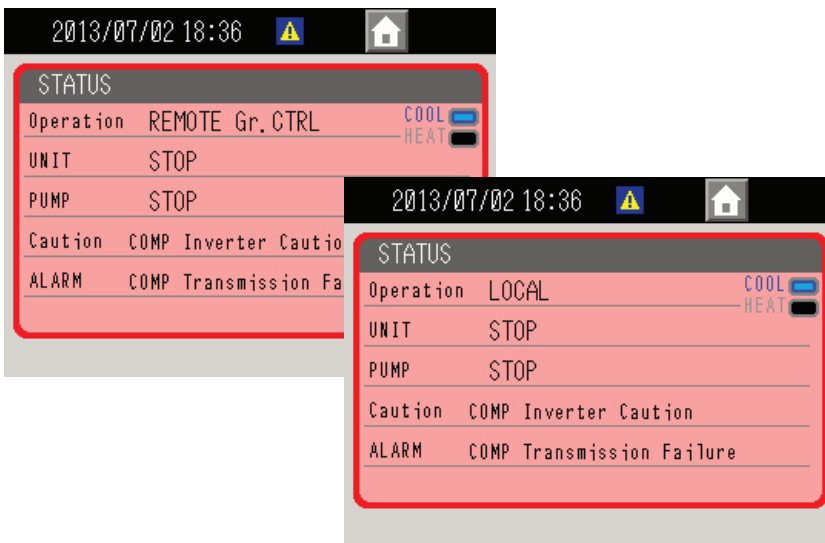 2013/07/02 18:36
STATUS
Operation REMOTE Gr.CTRL COOL
HEAT
UNIT STOP
PUMP STOP
Caution COMP Inverter Cautio
ALARM COMP Transmission Fa
2013/07/02 18:36
STATUS
Operation LOCAL COOL
HEAT
UNIT STOP
PUMP STOP
Caution COMP Inverter Caution
ALARM COMP Transmission Failure